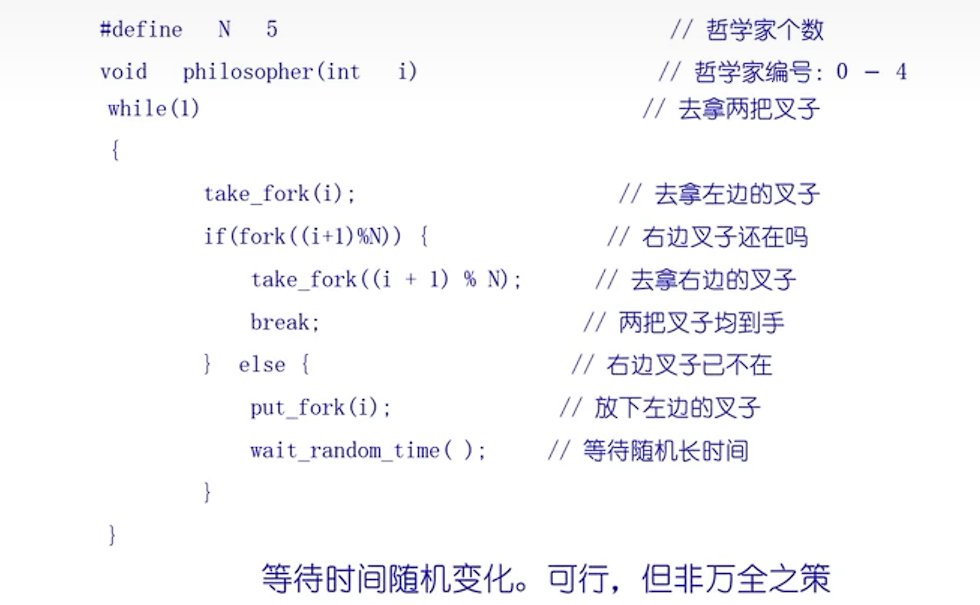 #define N 5 // 哲学家个数
void philosopher(int i) // 哲学家编号: 0 - 4
while(1) // 去拿两把叉子
{
take_fork(i); // 去拿左边的叉子
if(fork((i+1)%N)) { // 右边叉子还在吗
take_fork((i + 1) % N); // 去拿右边的叉子
break; // 两把叉子均到手
} else { // 右边叉子已不在
put_fork(i); // 放下左边的叉子
wait_random_time( ); // 等待随机长时间
}
}
等待时间随机变化。可行，但非万全之策